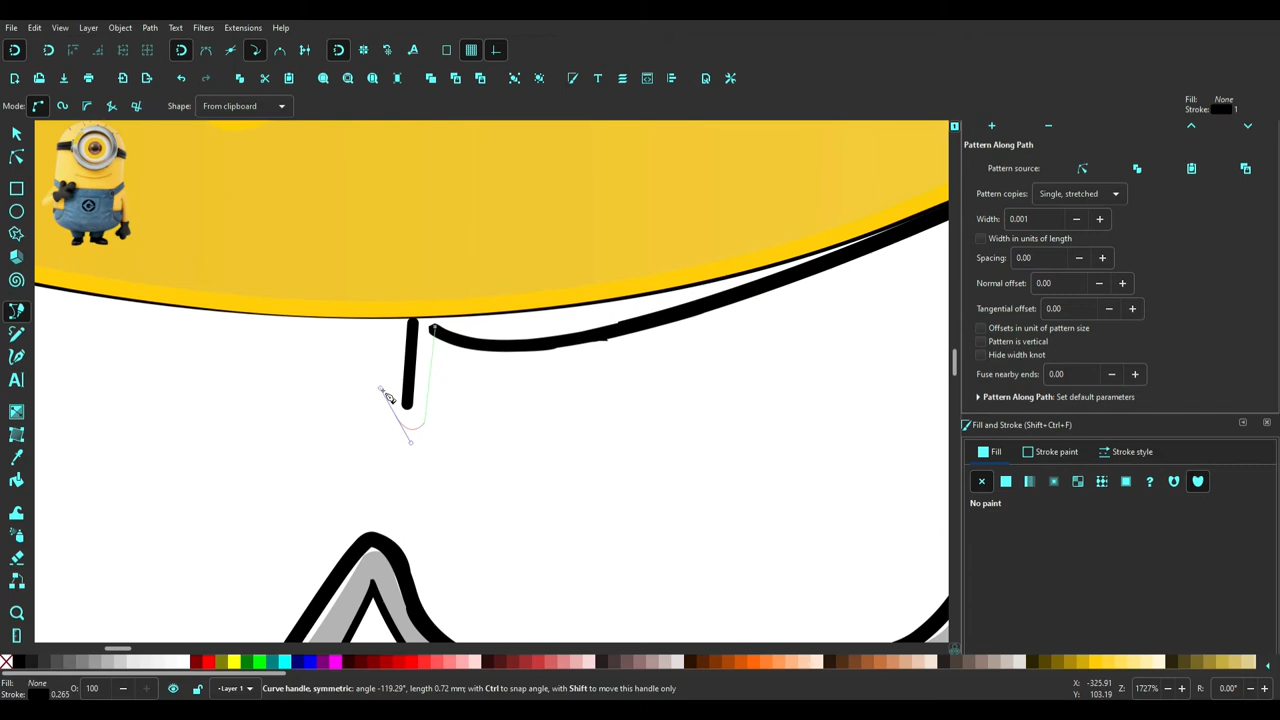 File Edit View Layer Object Path Text Filters Extensions Help
Mode: Shape: From clipboard
Fill: None
Stroke: 1
Pattern Along Path
Pattern source:
Pattern copies: Single, stretched
Width: 0.001
Width in units of length
Spacing: 0.00
Normal offset: 0.00
Tangential offset: 0.00
Offsets in unit of pattern size
Pattern is vertical
Hide width knot
Fuse nearby ends: 0.00
Pattern Along Path: Set default parameters
Fill and Stroke (Shift+Ctrl+F)
Fill Stroke paint Stroke style
No paint
Fill: None
Stroke: 0.265
O: 100
Layer 1
Curve handle, symmetric: angle -119.29°, length 0.72 mm; with Ctrl to snap angle, with Shift to move this handle only
X: -325.91
Y: 103.19
Z: 1727%
R: 0.00°